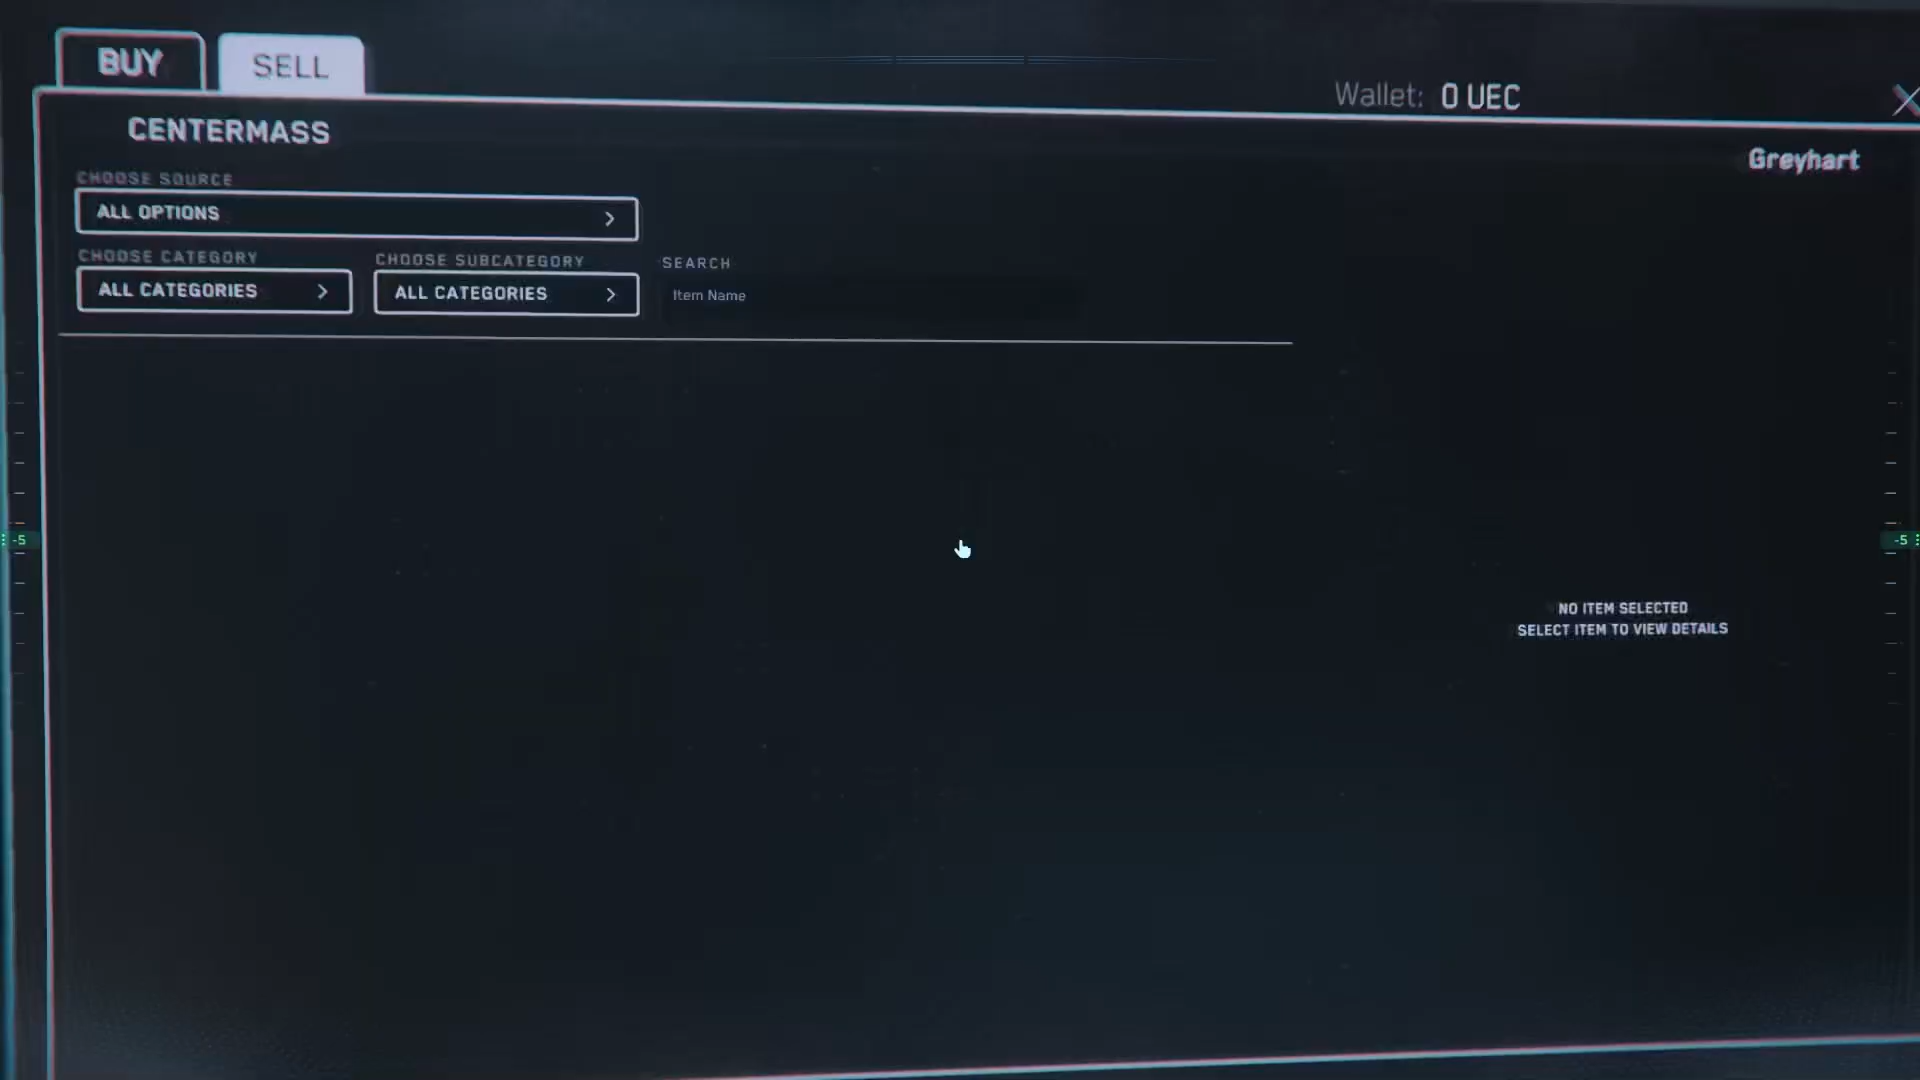 BUY
SELL
Wallet: 0 UEC
CENTERMASS
Greyhart
CHOOSE SOURCE
ALL OPTIONS
CHOOSE CATEGORY
CHOOSE SUBCATEGORY
SEARCH
ALL CATEGORIES
ALL CATEGORIES
Item Name
-5
-5
NO ITEM SELECTED
SELECT ITEM TO VIEW DETAILS